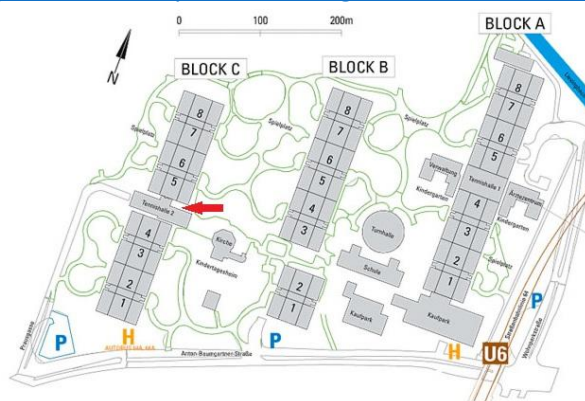 0 100 200m
N
BLOCK A
BLOCK B
BLOCK C
8
7
6
5
Tennishalle 2
4
3
2
1
8
7
6
5
4
3
2
1
8
7
6
5
Tennishalle 1
4
3
2
1
Spielplatz
Spielplatz
Spielplatz
Verwaltung
Kindergarten
Ärztezentrum
Kindergarten
Spielplatz
Kirche
Kindertagesheim
Turnhalle
Schule
Kaufpark
Kaufpark
P
H
P
H
U6
P
Anton-Baumgartner-Straße
Wohnparkstraße